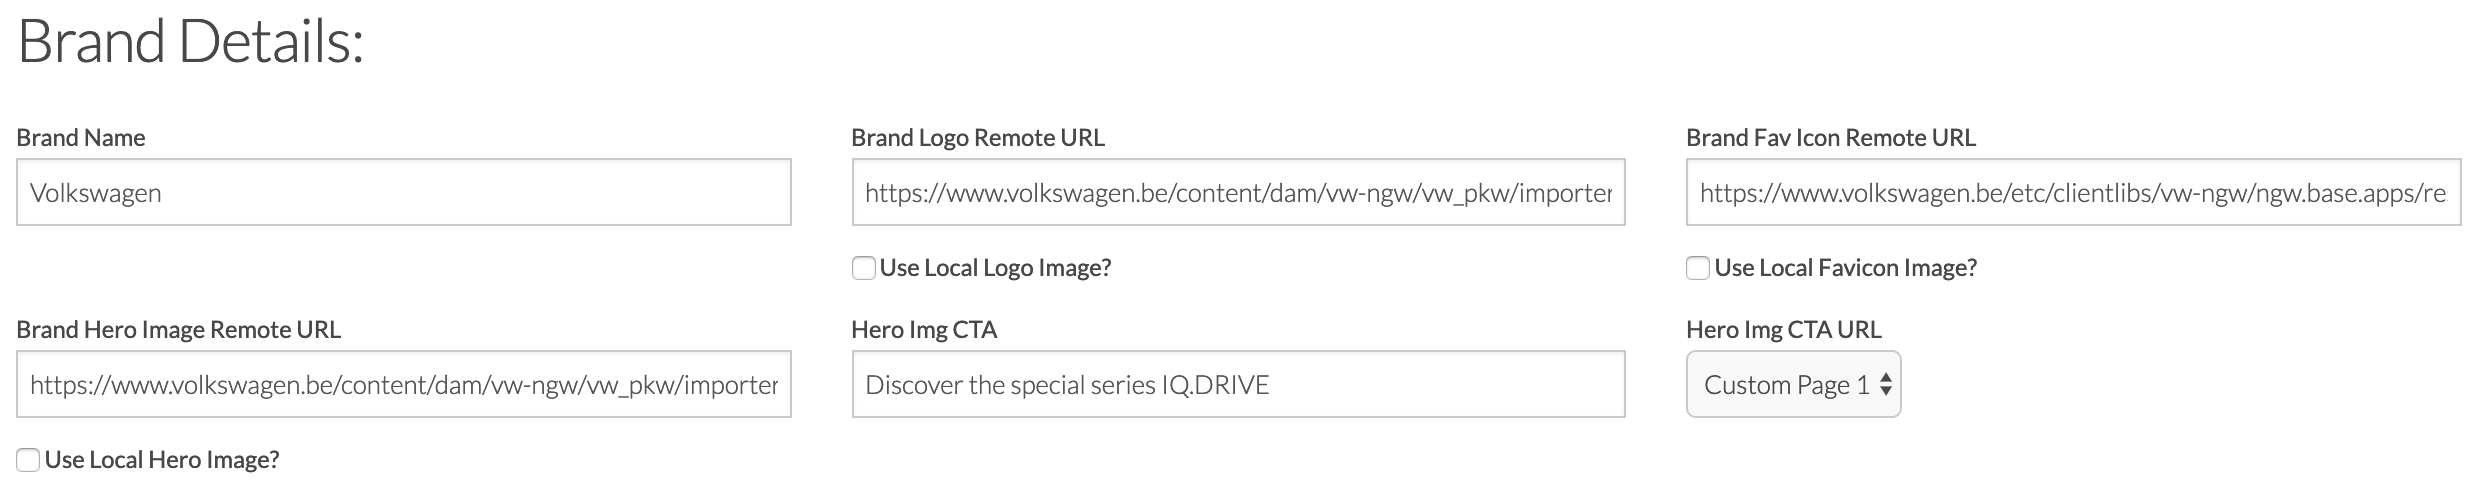 Brand Details:
Brand Name
Brand Logo Remote URL
Brand Fav Icon Remote URL
Volkswagen
https://www.volkswagen.be/content/dam/vw-ngw/vw_pkw/importer
https://www.volkswagen.be/etc/clientlibs/vw-ngw/ngw.base.apps/re
Use Local Logo Image?
Use Local Favicon Image?
Brand Hero Image Remote URL
Hero Img CTA
Hero Img CTA URL
https://www.volkswagen.be/content/dam/vw-ngw/vw_pkw/importer
Discover the special series IQ.DRIVE
Custom Page 1
Use Local Hero Image?